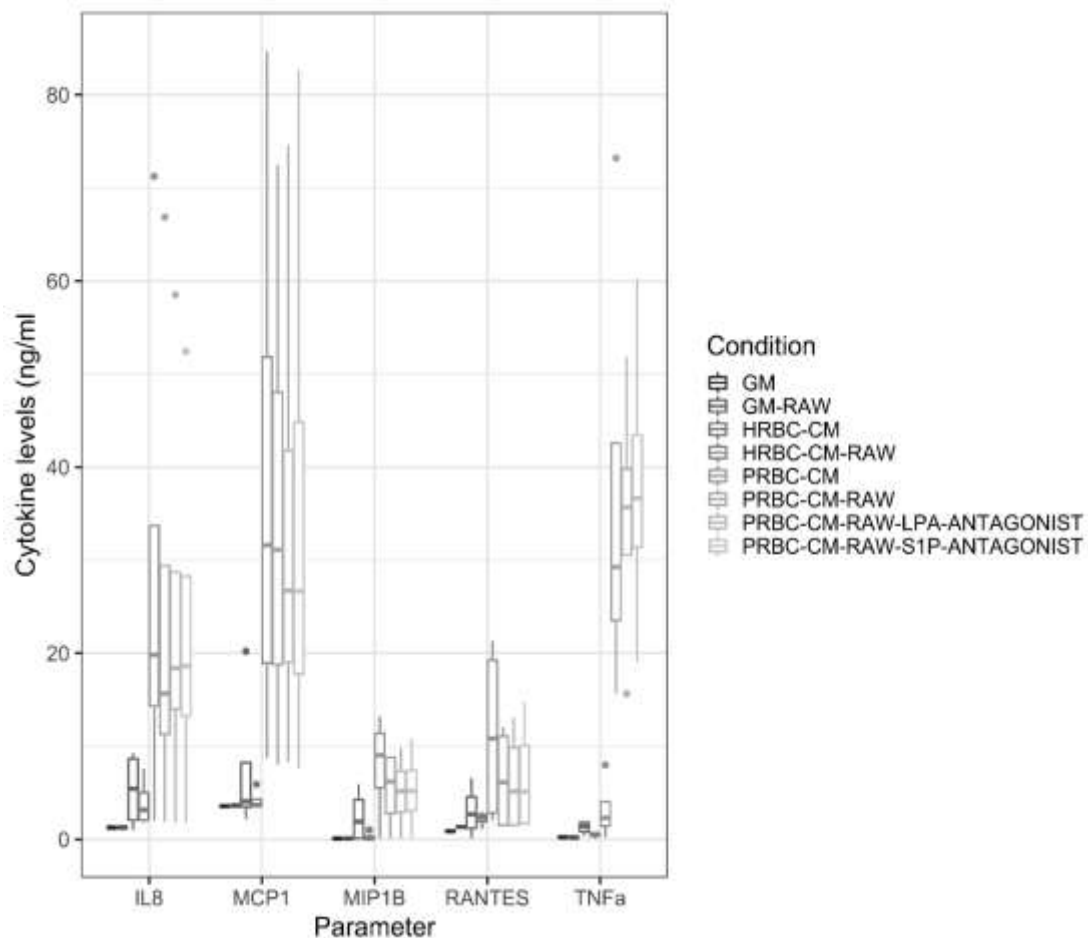 80
60
40
20
0
Cytokine levels (ng/ml)
IL8 MCP1 MIP1B RANTES TNFa
Parameter
Condition
GM
GM-RAW
HRBC-CM
HRBC-CM-RAW
PRBC-CM
PRBC-CM-RAW
PRBC-CM-RAW-LPA-ANTAGONIST
PRBC-CM-RAW-S1P-ANTAGONIST